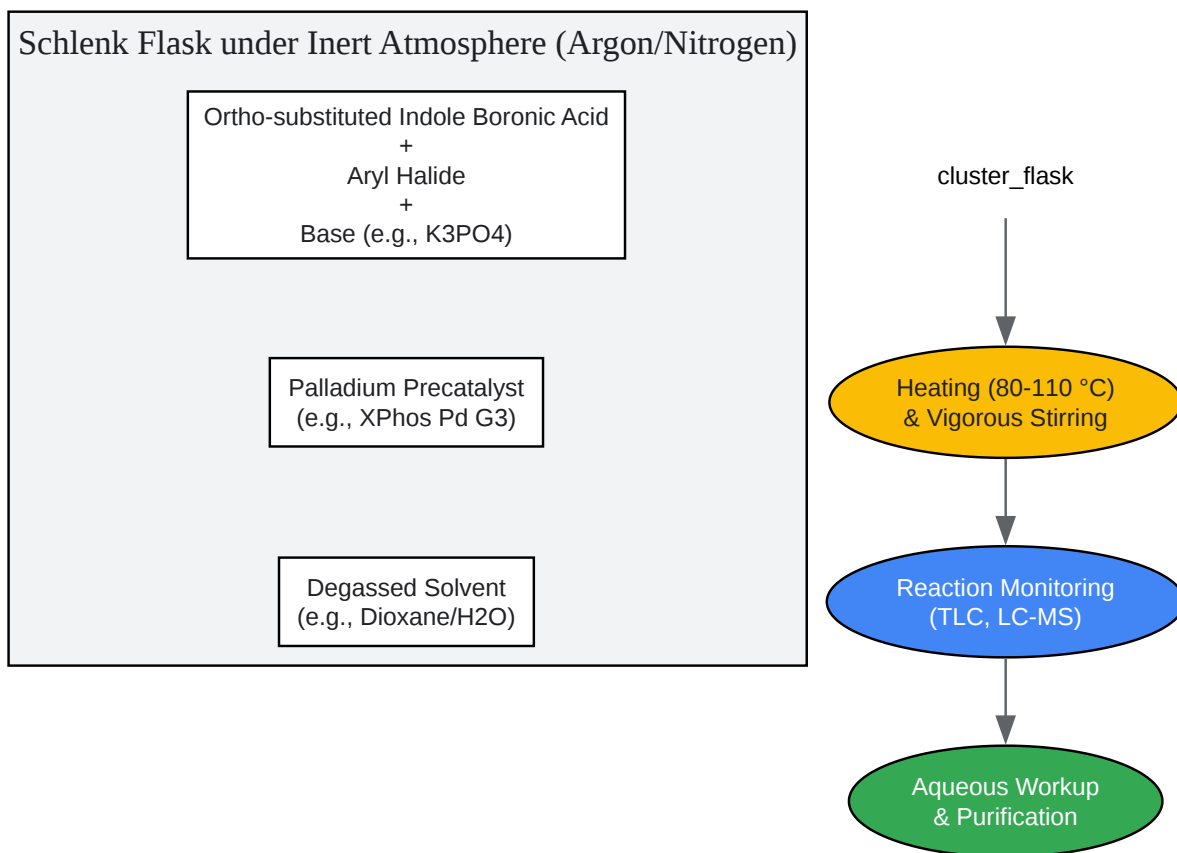 Schlenk Flask under Inert Atmosphere (Argon/Nitrogen)
Ortho-substituted Indole Boronic Acid
+
Aryl Halide
+
Base (e.g., K3PO4)
Palladium Precatalyst
(e.g., XPhos Pd G3)
Degassed Solvent
(e.g., Dioxane/H2O)
cluster_flask
Heating (80-110 °C)
& Vigorous Stirring
Reaction Monitoring
(TLC, LC-MS)
Aqueous Workup
& Purification